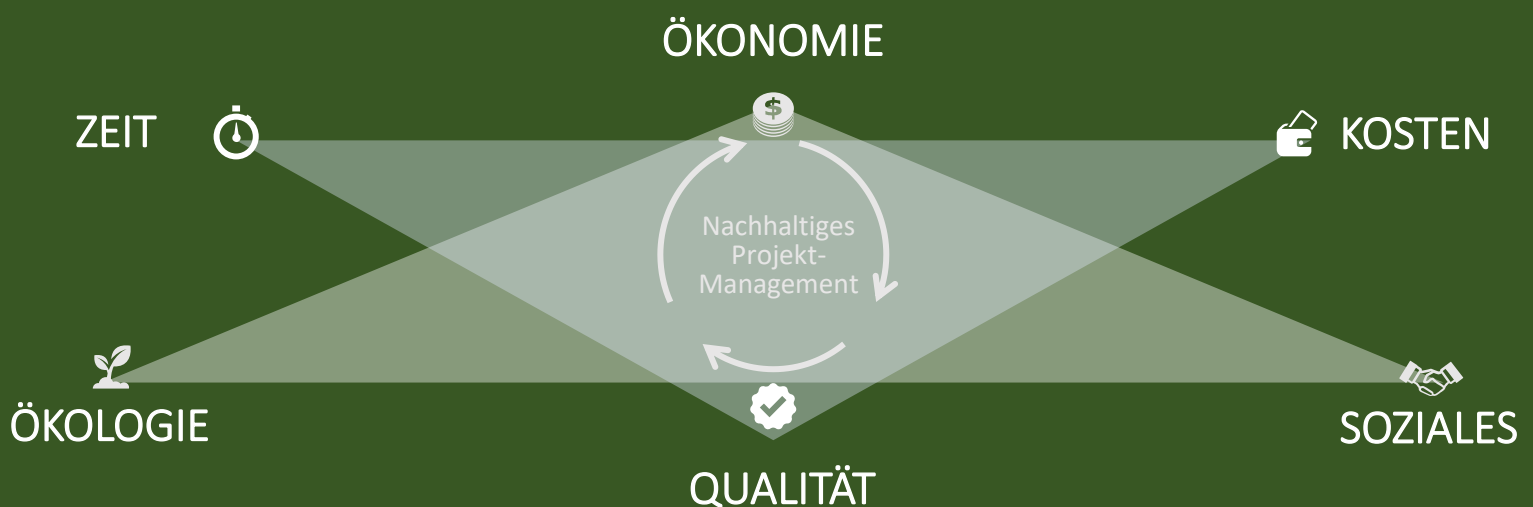 ÖKONOMIE
ZEIT
KOSTEN
Nachhaltiges
Projekt-
Management
ÖKOLOGIE
SOZIALES
QUALITÄT